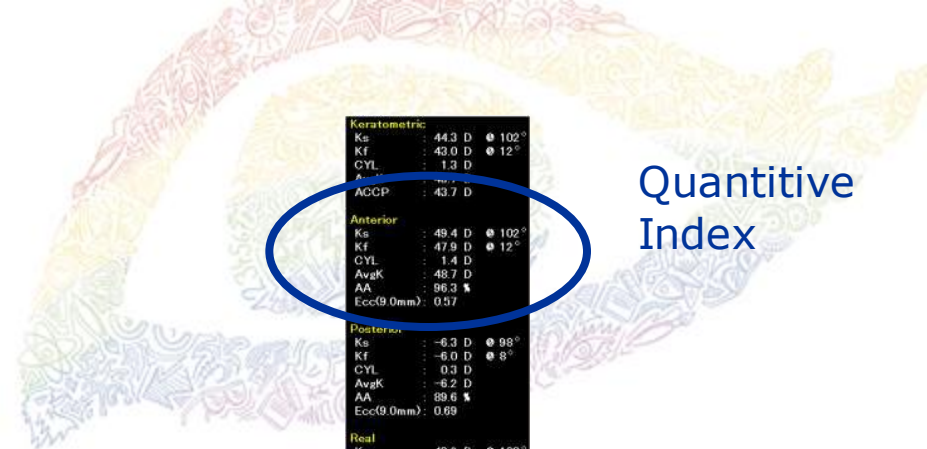 Keratometric
Ks : 44.3 D @ 102°
Kf : 43.0 D @ 12°
CYL : 1.3 D
ACCP : 43.7 D
Anterior
Ks : 49.4 D @ 102°
Kf : 47.9 D @ 12°
CYL : 1.4 D
AvgK : 48.7 D
AA : 96.3 %
Ecc(9.0mm): 0.57
Posterior
Ks : -6.3 D @ 98°
Kf : -6.0 D @ 8°
CYL : 0.3 D
AvgK : -6.2 D
AA : 89.6 %
Ecc(9.0mm): 0.69
Real
Quantitive
Index